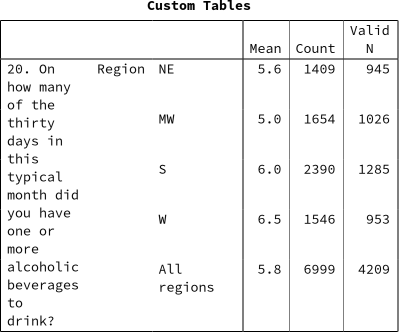 Custom Tables
Valid
Mean Count N
20. On Region NE 5.6 1409 945
how many
of the
thirty MW 5.0 1654 1026
days in
this
typical S 6.0 2390 1285
month did
you have W 6.5 1546 953
one or
more
alcoholic All 5.8 6999 4209
beverages regions
to
drink?